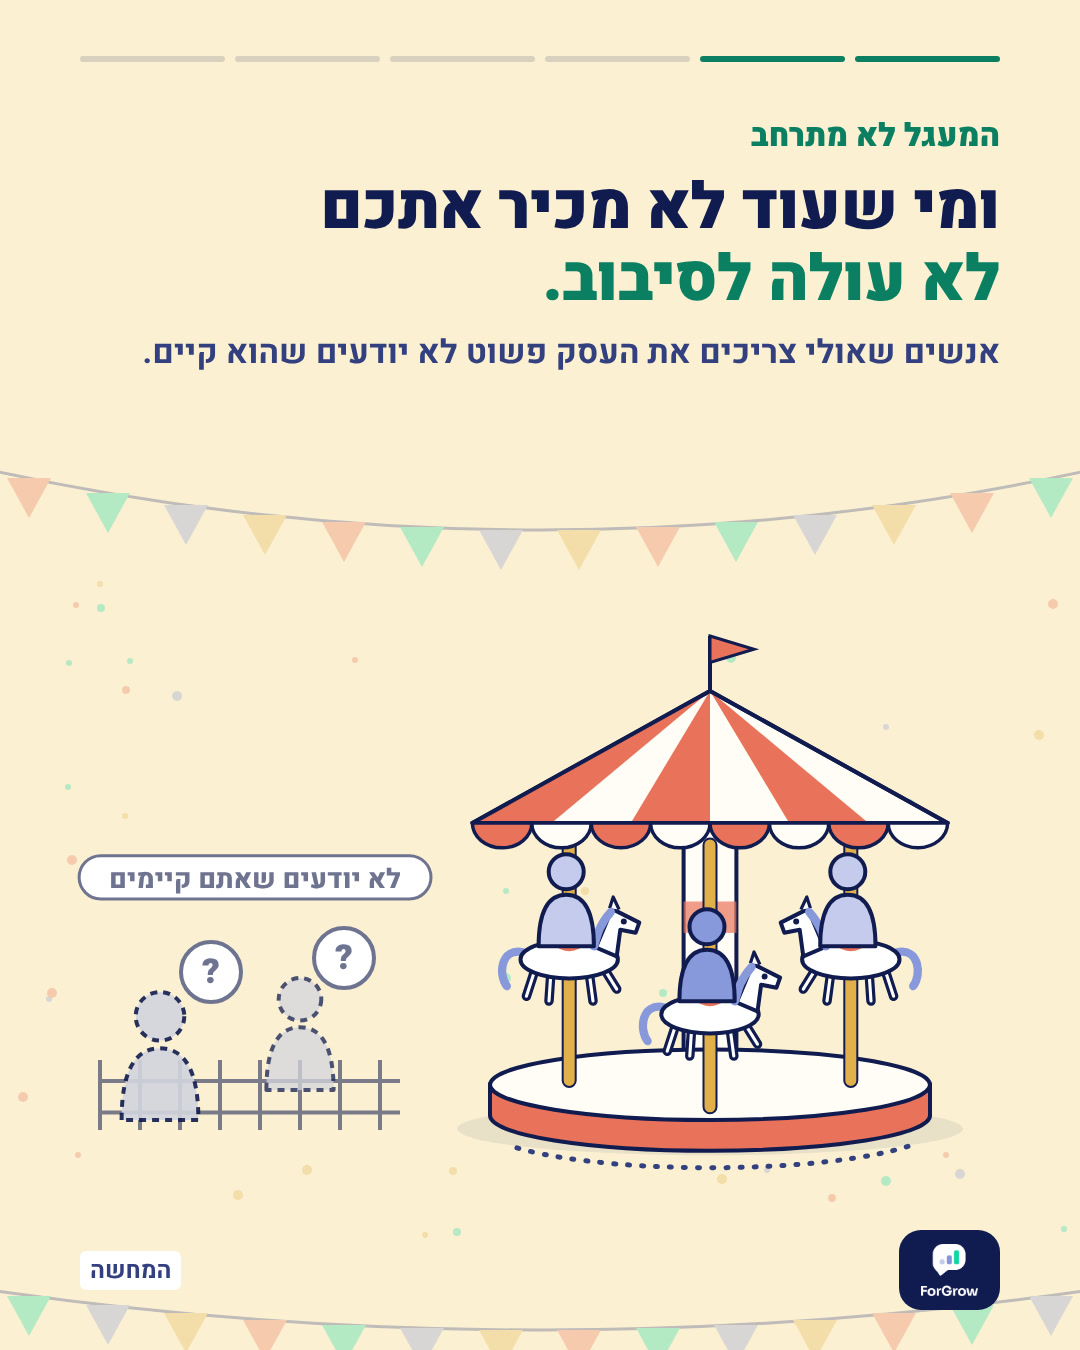 המעגל לא מתרחב
ומי שעוד לא מכיר אתכם
לא עולה לסיבוב.
אנשים שאולי צריכים את העסק פשוט לא יודעים שהוא קיים.
לא יודעים שאתם קיימים
?
?
המחשה
ForGrow